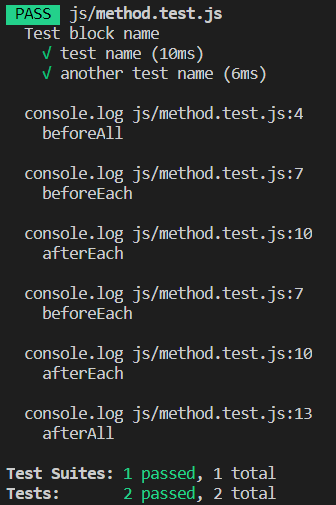 PASS js/method.test.js
Test block name
√ test name (10ms)
√ another test name (6ms)
console.log js/method.test.js:4
beforeAll
console.log js/method.test.js:7
beforeEach
console.log js/method.test.js:10
afterEach
console.log js/method.test.js:7
beforeEach
console.log js/method.test.js:10
afterEach
console.log js/method.test.js:13
afterAll
Test Suites: 1 passed, 1 total
Tests: 2 passed, 2 total